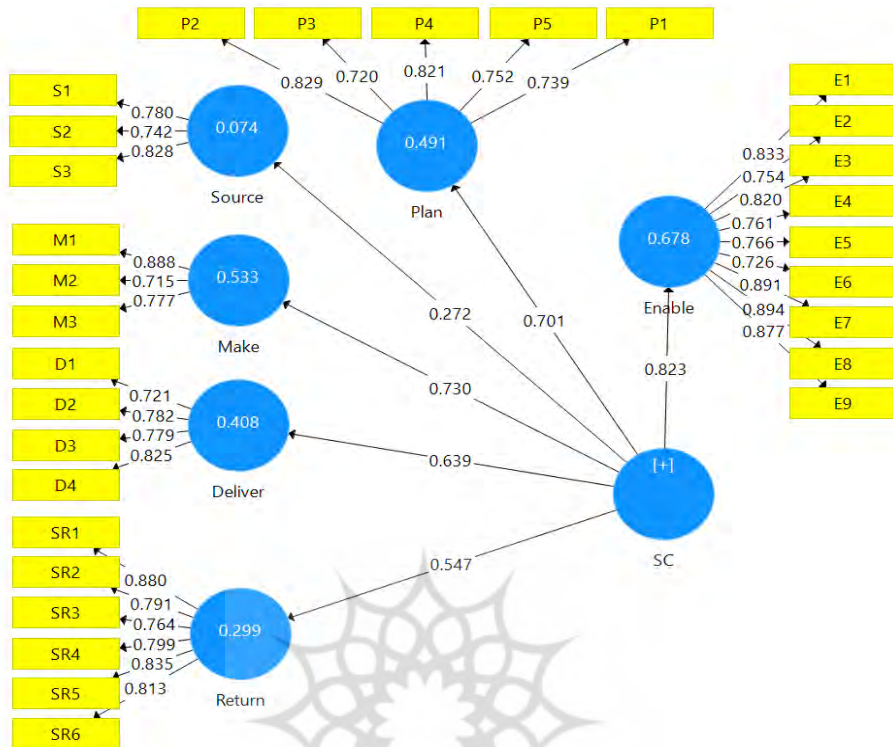 P2 P3 P4 P5 P1
0.829 0.720 0.821 0.752 0.739
0.491
Plan
S1
S2
S3
0.780
0.742
0.828
0.074
Source
E1
E2
E3
E4
E5
E6
E7
E8
E9
0.833
0.754
0.820
0.761
0.766
0.726
0.891
0.894
0.877
0.678
Enable
M1
M2
M3
0.888
0.715
0.777
0.533
Make
D1
D2
D3
D4
0.721
0.782
0.779
0.825
0.408
Deliver
SR1
SR2
SR3
SR4
SR5
SR6
0.880
0.791
0.764
0.799
0.835
0.813
0.299
Return
0.272
0.701
0.730
0.823
0.639
0.547
[+]
SC